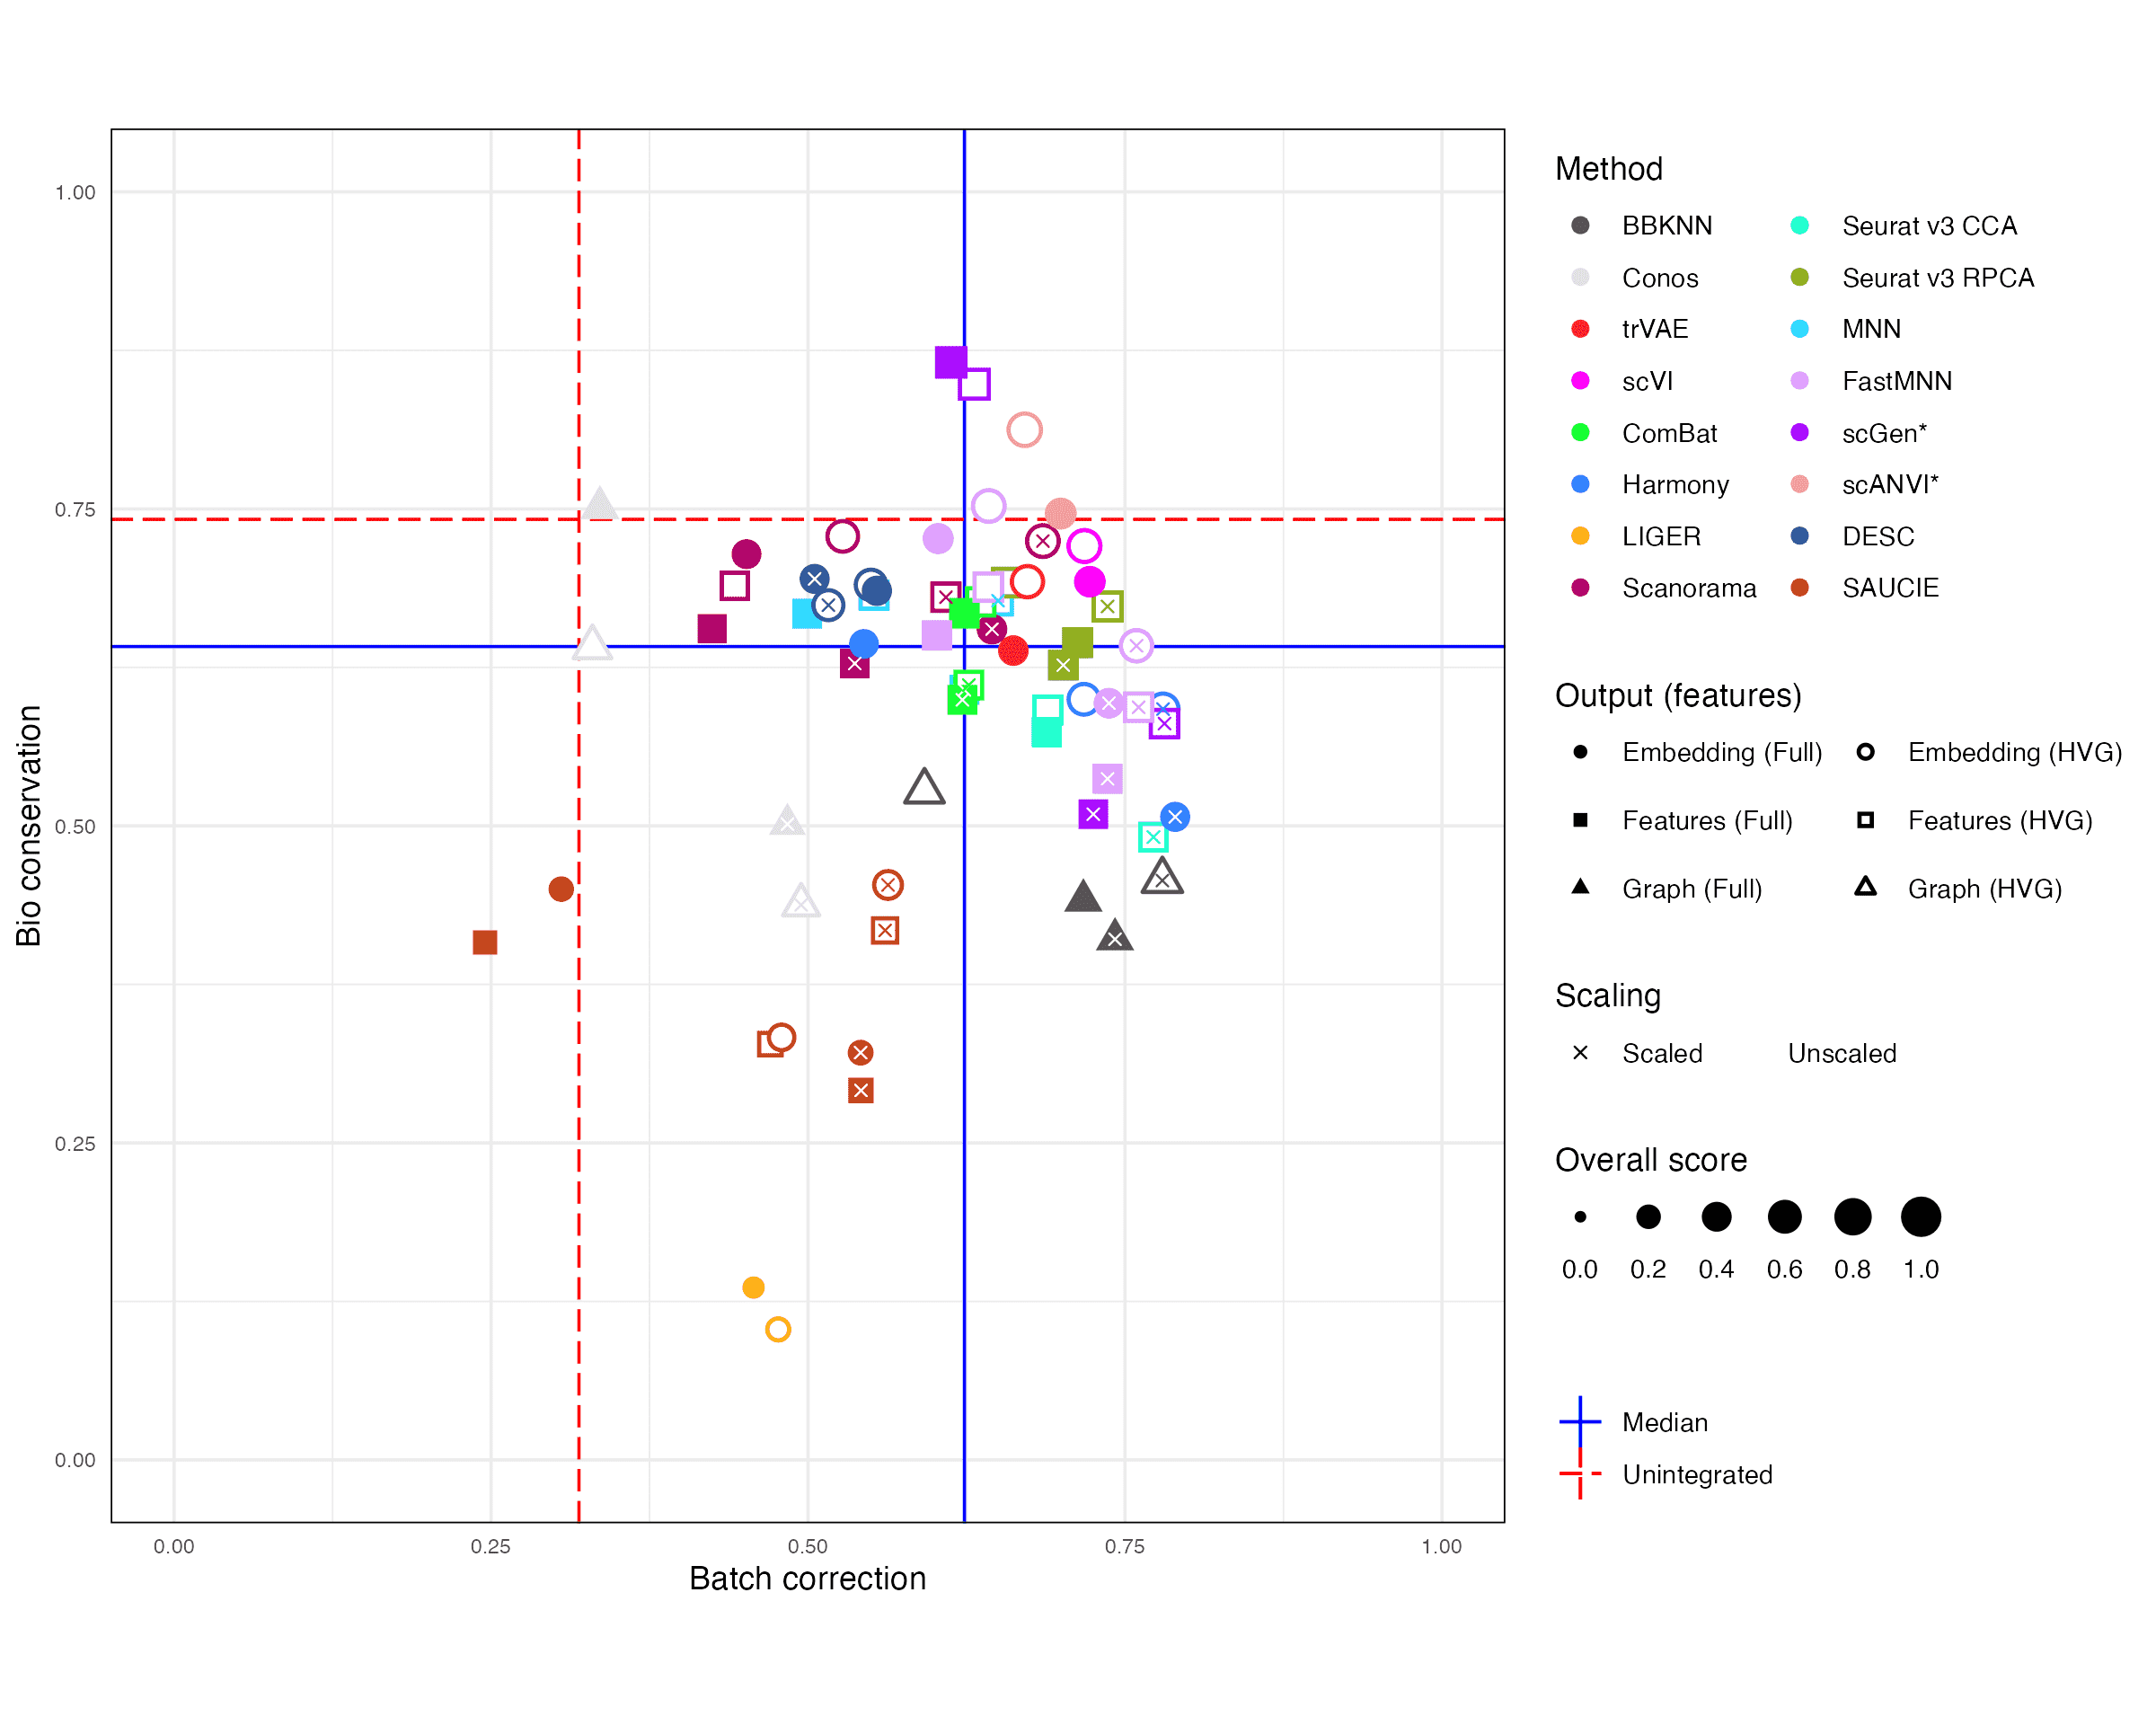 Bio conservation
1.00
0.75
0.50
0.25
0.00
0.00 0.25 0.50 0.75 1.00
Batch correction
Method
BBKNN Seurat v3 CCA
Conos Seurat v3 RPCA
trVAE MNN
scVI FastMNN
ComBat scGen*
Harmony scANVI*
LIGER DESC
Scanorama SAUCIE
Output (features)
Embedding (Full) Embedding (HVG)
Features (Full) Features (HVG)
Graph (Full) Graph (HVG)
Scaling
Scaled Unscaled
Overall score
0.0 0.2 0.4 0.6 0.8 1.0
Median
Unintegrated